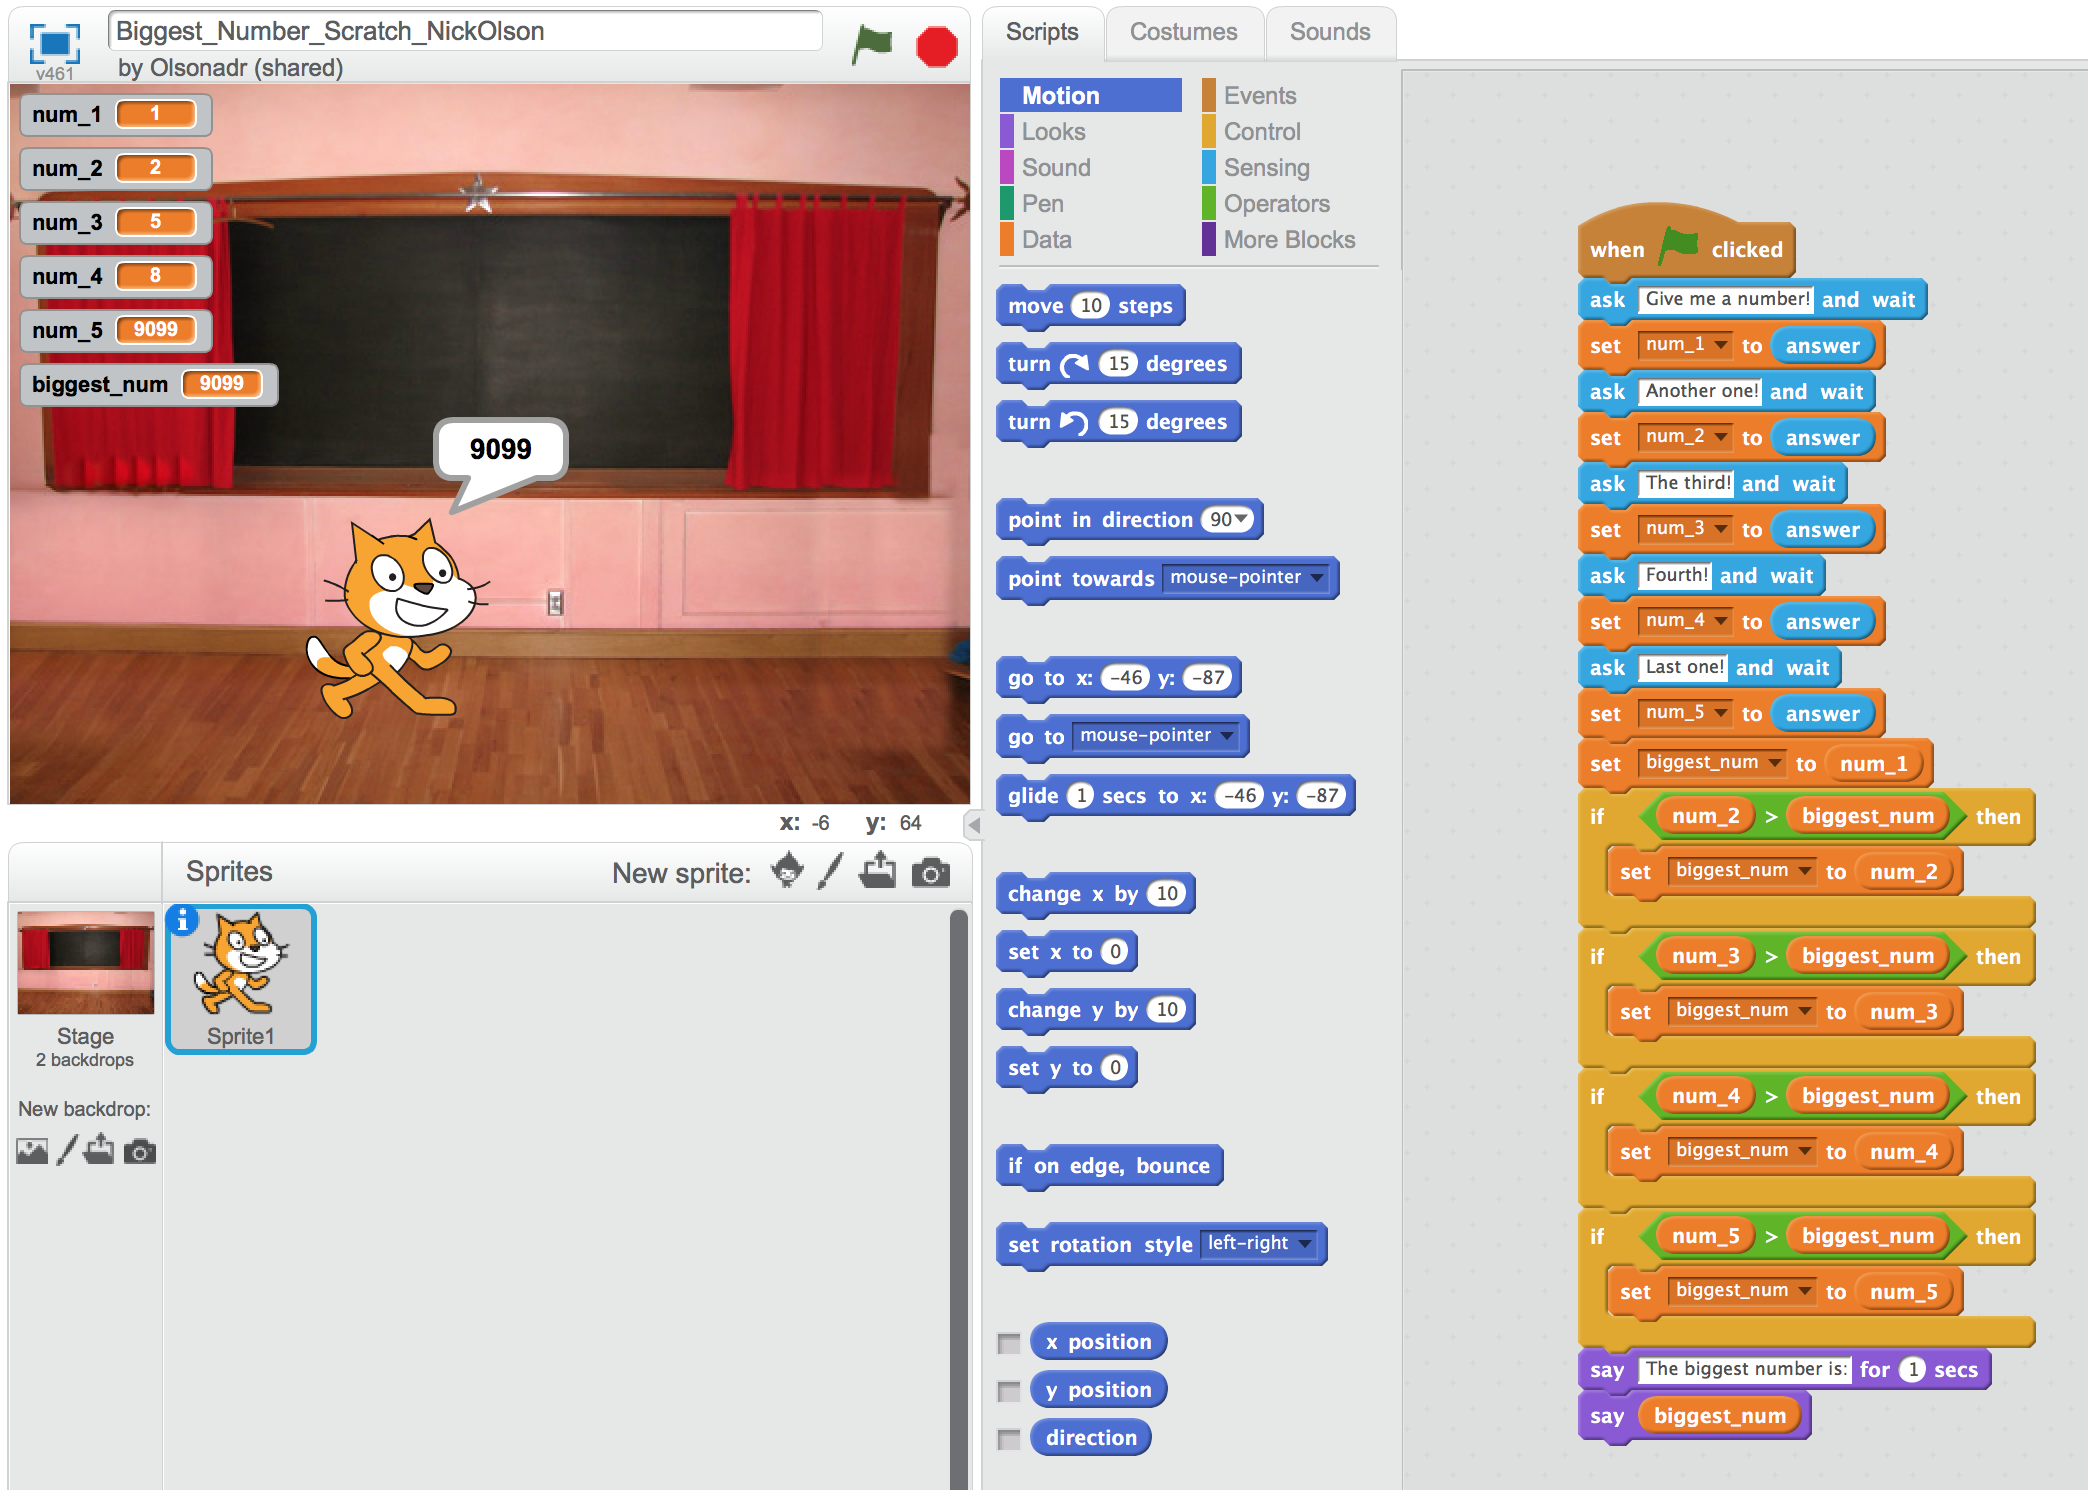 Biggest_Number_Scratch_NickOlson
by Olsonadr (shared)
v461
num_1 1
num_2 2
num_3 5
num_4 8
num_5 9099
biggest_num 9099
9099
x: -6 y: 64
Sprites
New sprite:
Stage
2 backdrops
New backdrop:
Sprite1
Scripts
Costumes
Sounds
Motion
Looks
Sound
Pen
Data
Events
Control
Sensing
Operators
More Blocks
move 10 steps
turn 15 degrees
turn 15 degrees
point in direction 90
point towards mouse-pointer
go to x: -46 y: -87
go to mouse-pointer
glide 1 secs to x: -46 y: -87
change x by 10
set x to 0
change y by 10
set y to 0
if on edge, bounce
set rotation style left-right
x position
y position
direction
when clicked
ask Give me a number! and wait
set num_1 to answer
ask Another one! and wait
set num_2 to answer
ask The third! and wait
set num_3 to answer
ask Fourth! and wait
set num_4 to answer
ask Last one! and wait
set num_5 to answer
set biggest_num to num_1
if num_2 > biggest_num then
set biggest_num to num_2
if num_3 > biggest_num then
set biggest_num to num_3
if num_4 > biggest_num then
set biggest_num to num_4
if num_5 > biggest_num then
set biggest_num to num_5
say The biggest number is: for 1 secs
say biggest_num